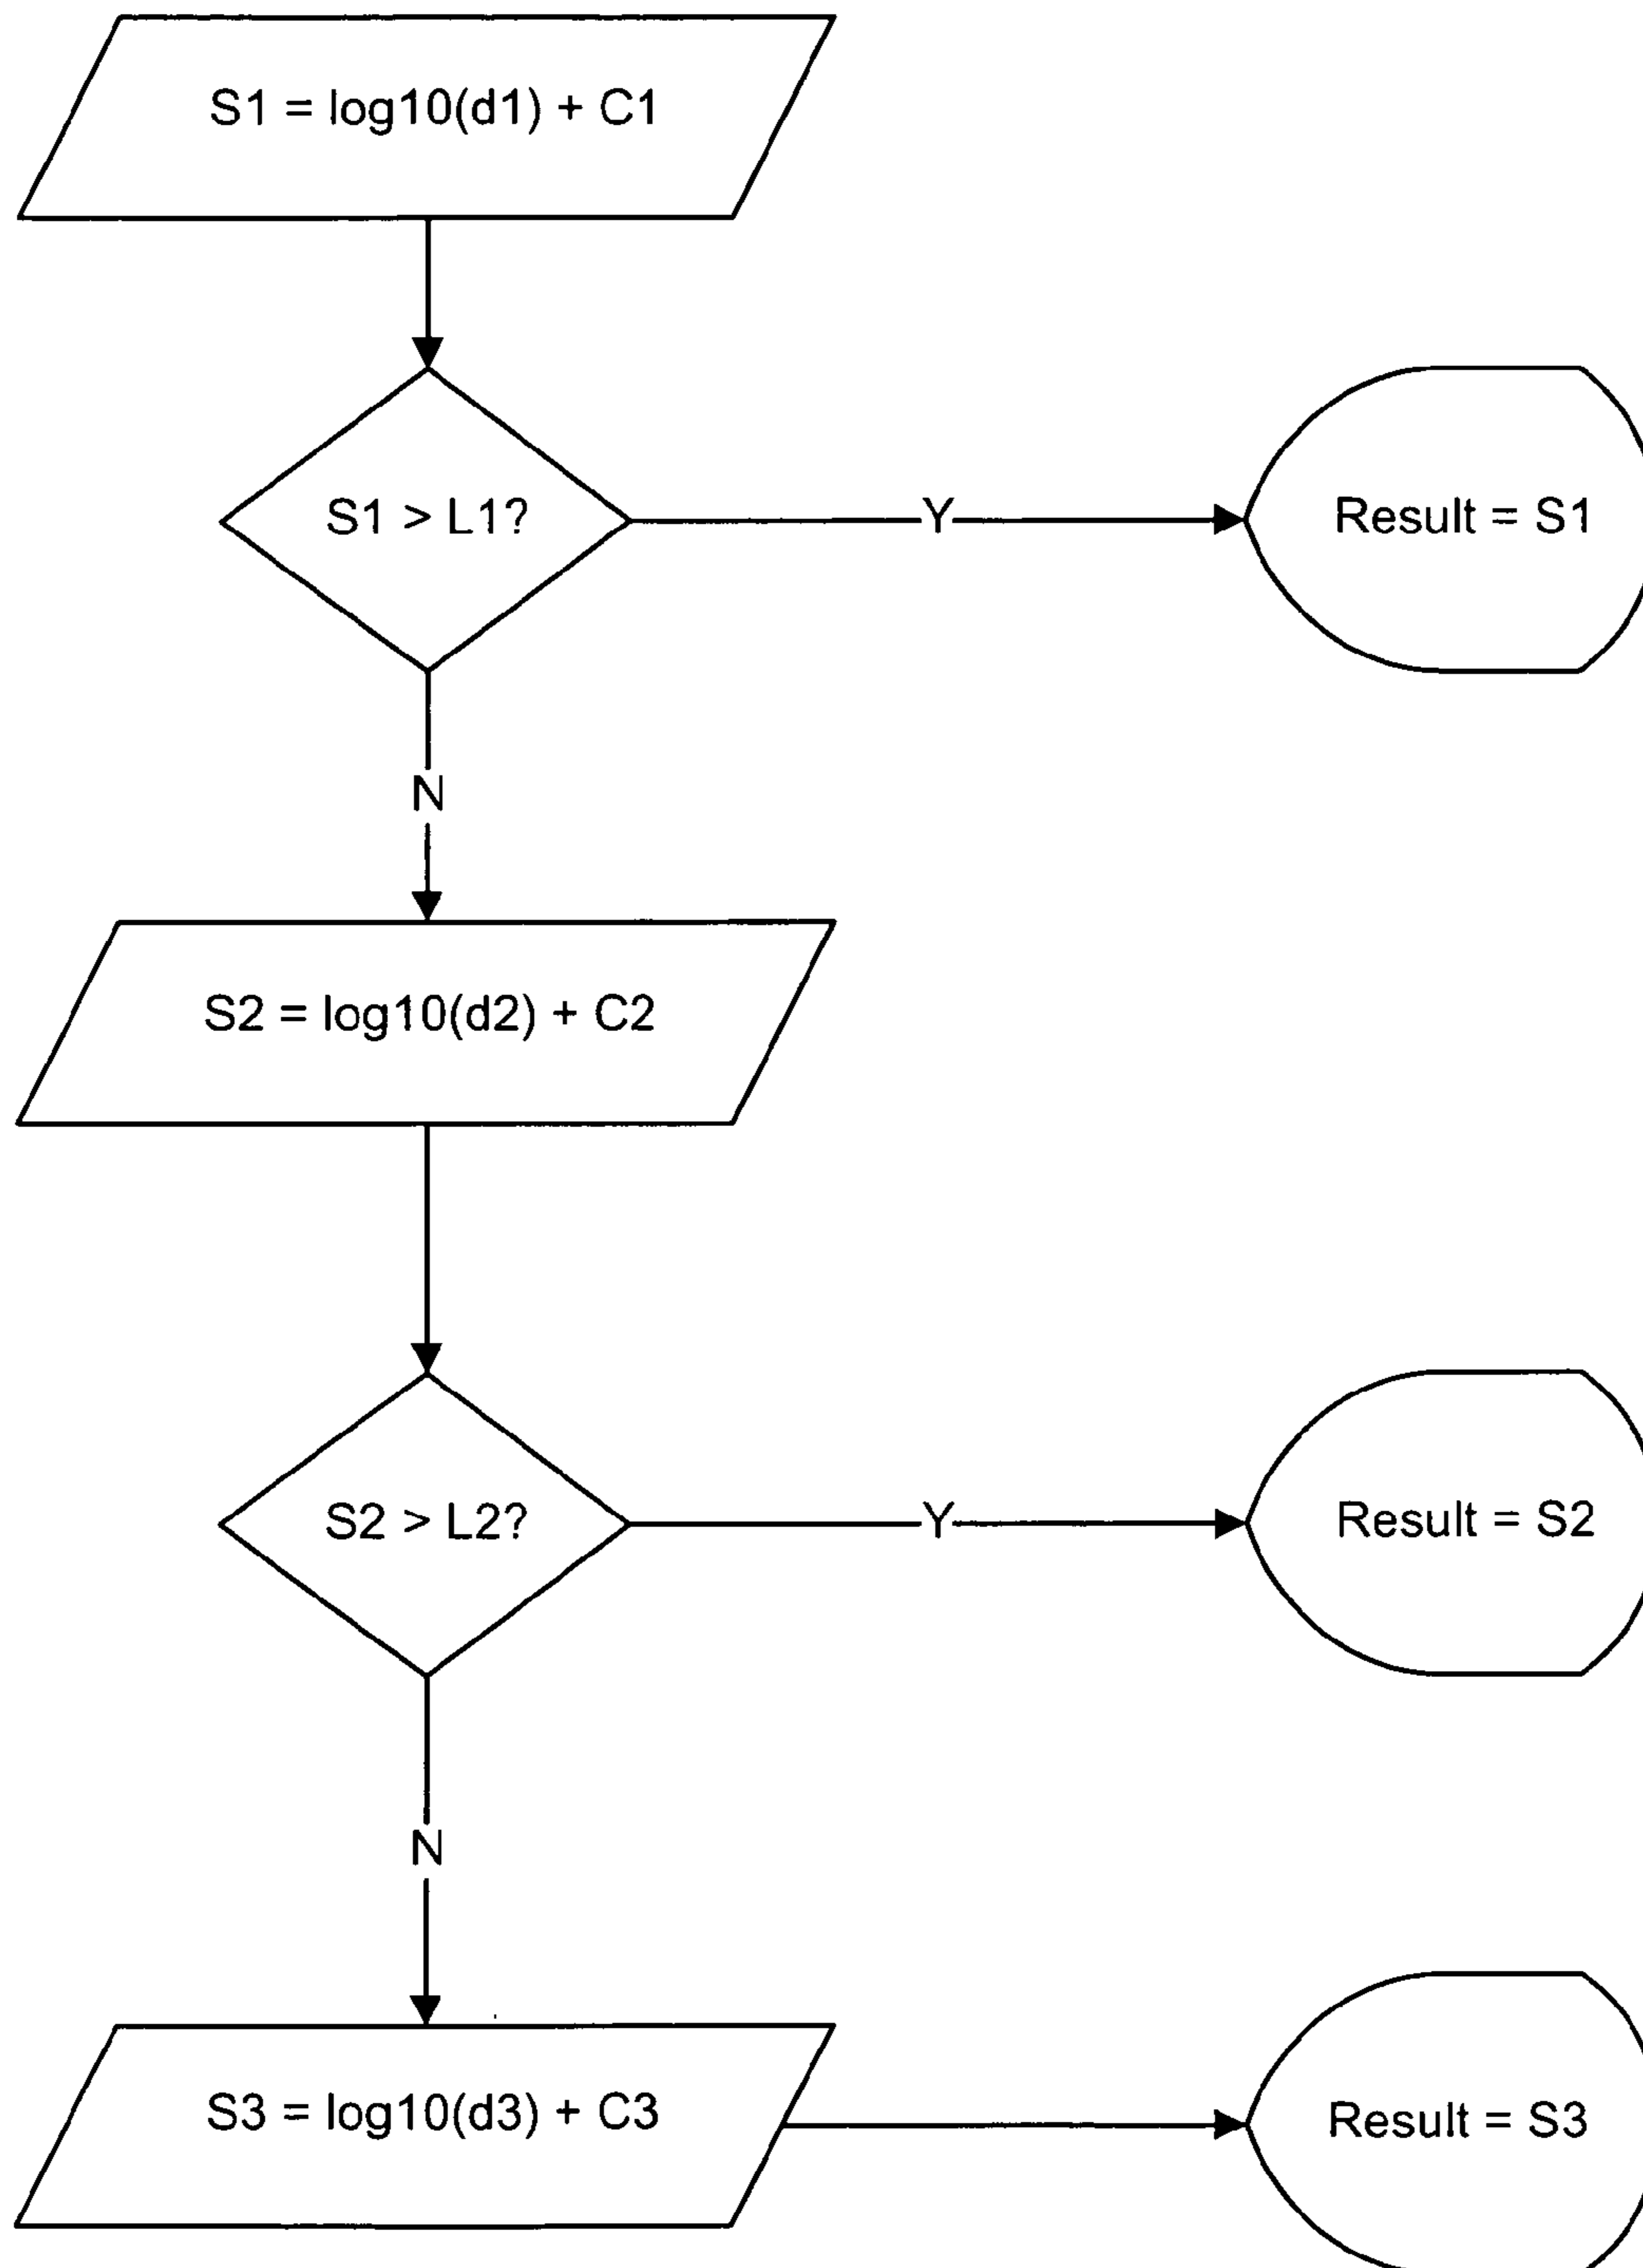 S1 = log10(d1) + C1
S1 > L1?
Y
Result = S1
N
S2 = log10(d2) + C2
S2 > L2?
Y
Result = S2
N
S3 = log10(d3) + C3
Result = S3